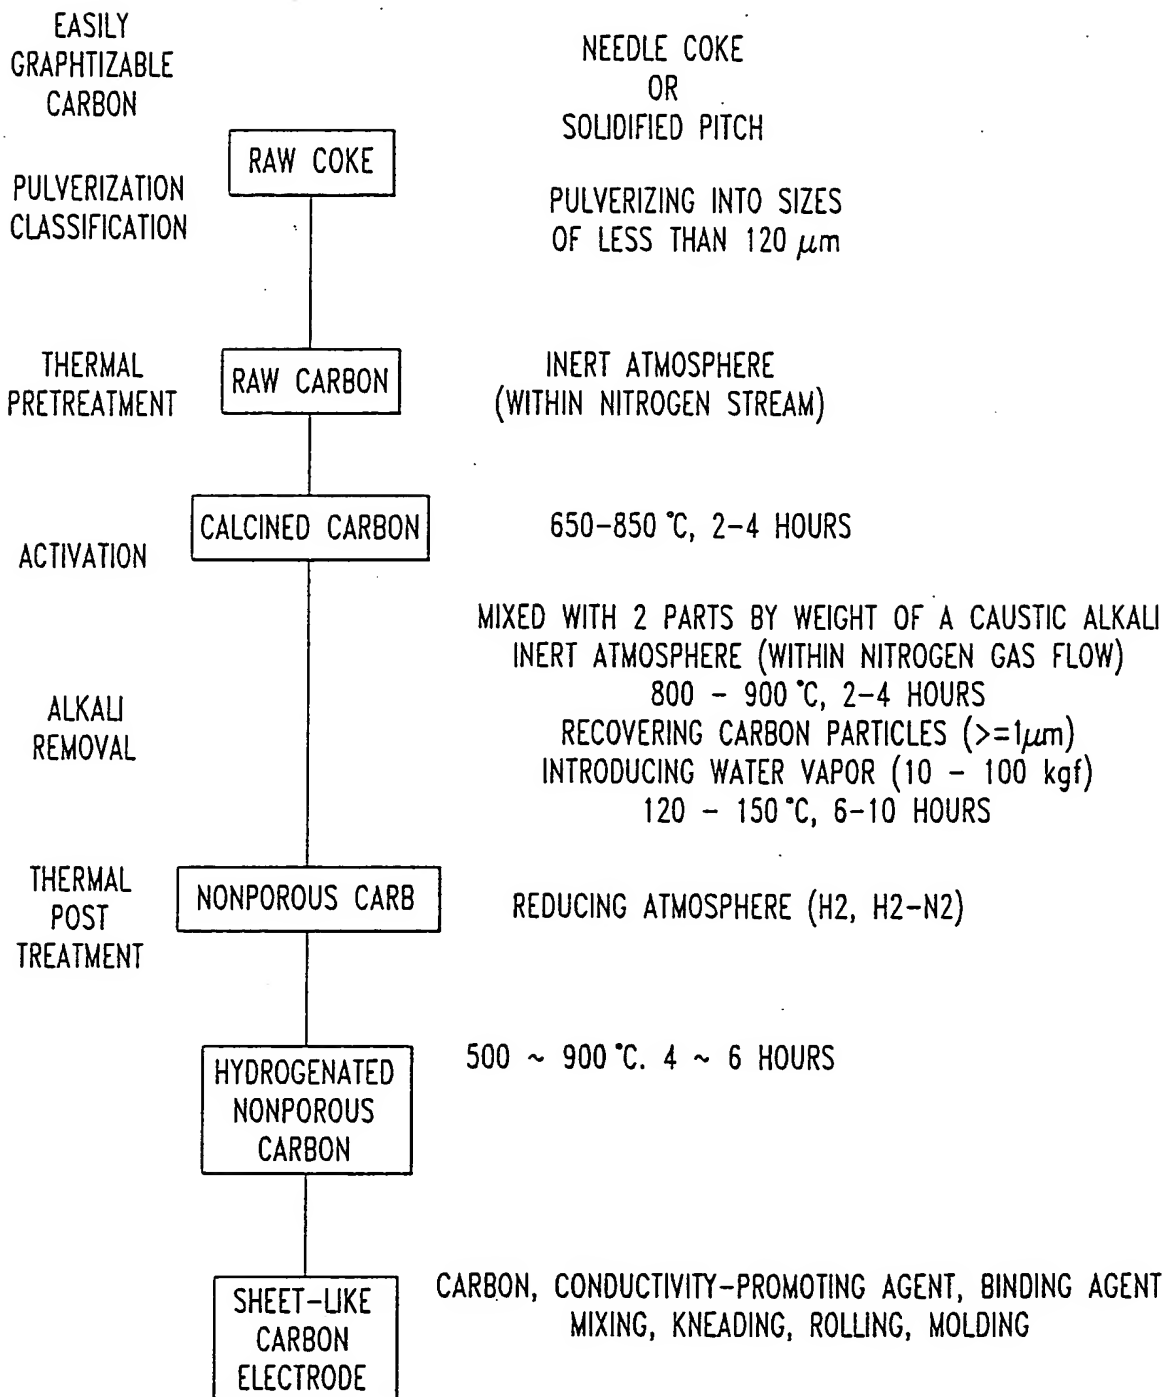 EASILY
GRAPHTIZABLE
CARBON
NEEDLE COKE
OR
SOLIDIFIED PITCH
RAW COKE
PULVERIZATION
CLASSIFICATION
PULVERIZING INTO SIZES
OF LESS THAN 120 μm
THERMAL
PRETREATMENT
RAW CARBON
INERT ATMOSPHERE
(WITHIN NITROGEN STREAM)
CALCINED CARBON
650-850 °C, 2-4 HOURS
ACTIVATION
MIXED WITH 2 PARTS BY WEIGHT OF A CAUSTIC ALKALI
INERT ATMOSPHERE (WITHIN NITROGEN GAS FLOW)
800 - 900 °C, 2-4 HOURS
ALKALI
REMOVAL
RECOVERING CARBON PARTICLES (>=1μm)
INTRODUCING WATER VAPOR (10 - 100 kgf)
120 - 150 °C, 6-10 HOURS
THERMAL
POST
TREATMENT
NONPOROUS CARB
REDUCING ATMOSPHERE (H2, H2-N2)
HYDROGENATED
NONPOROUS
CARBON
500 ~ 900 °C. 4 ~ 6 HOURS
SHEET-LIKE
CARBON
ELECTRODE
CARBON, CONDUCTIVITY-PROMOTING AGENT, BINDING AGENT
MIXING, KNEADING, ROLLING, MOLDING